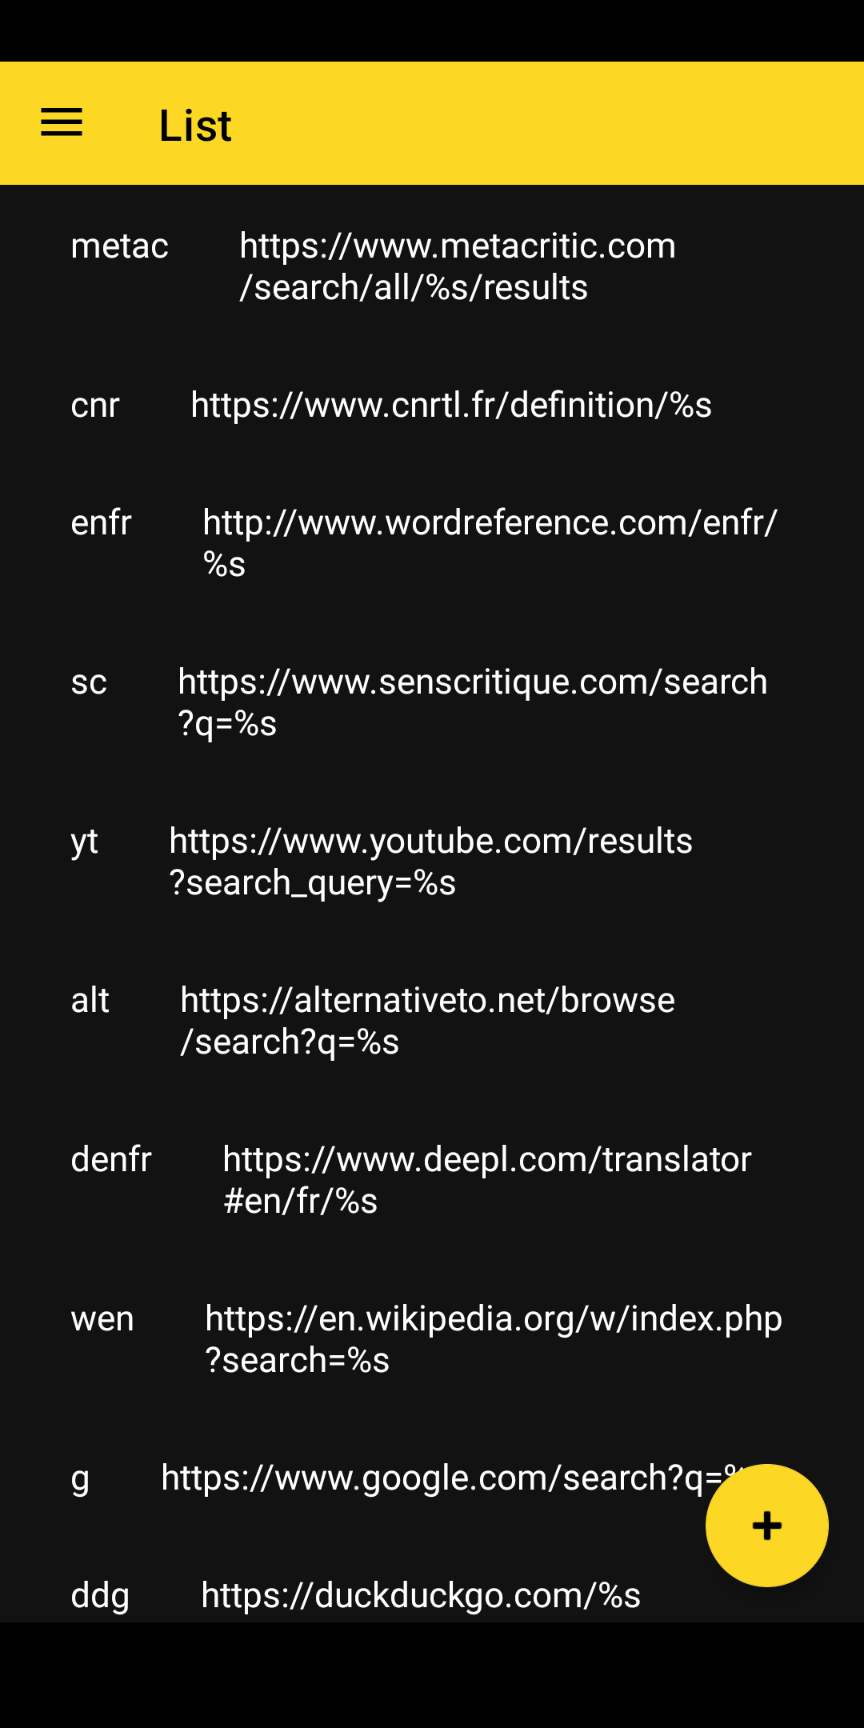 List
metac https://www.metacritic.com
/search/all/%s/results
cnr https://www.cnrtl.fr/definition/%s
enfr http://www.wordreference.com/enfr/
%s
sc https://www.senscritique.com/search
?q=%s
yt https://www.youtube.com/results
?search_query=%s
alt https://alternativeto.net/browse
/search?q=%s
denfr https://www.deepl.com/translator
#en/fr/%s
wen https://en.wikipedia.org/w/index.php
?search=%s
g https://www.google.com/search?q=%
ddg https://duckduckgo.com/%s